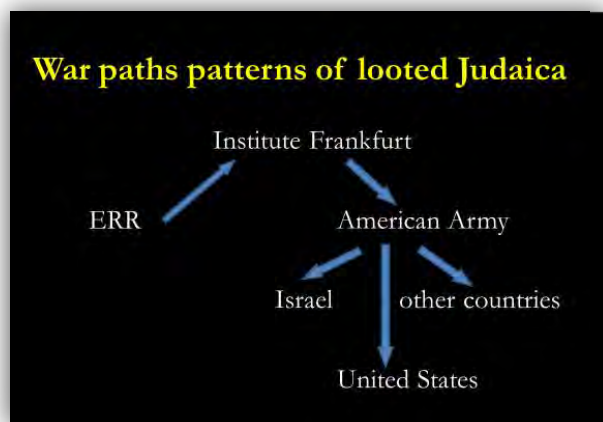 War paths patterns of looted Judaica
Institute Frankfurt
ERR
American Army
Israel
other countries
United States